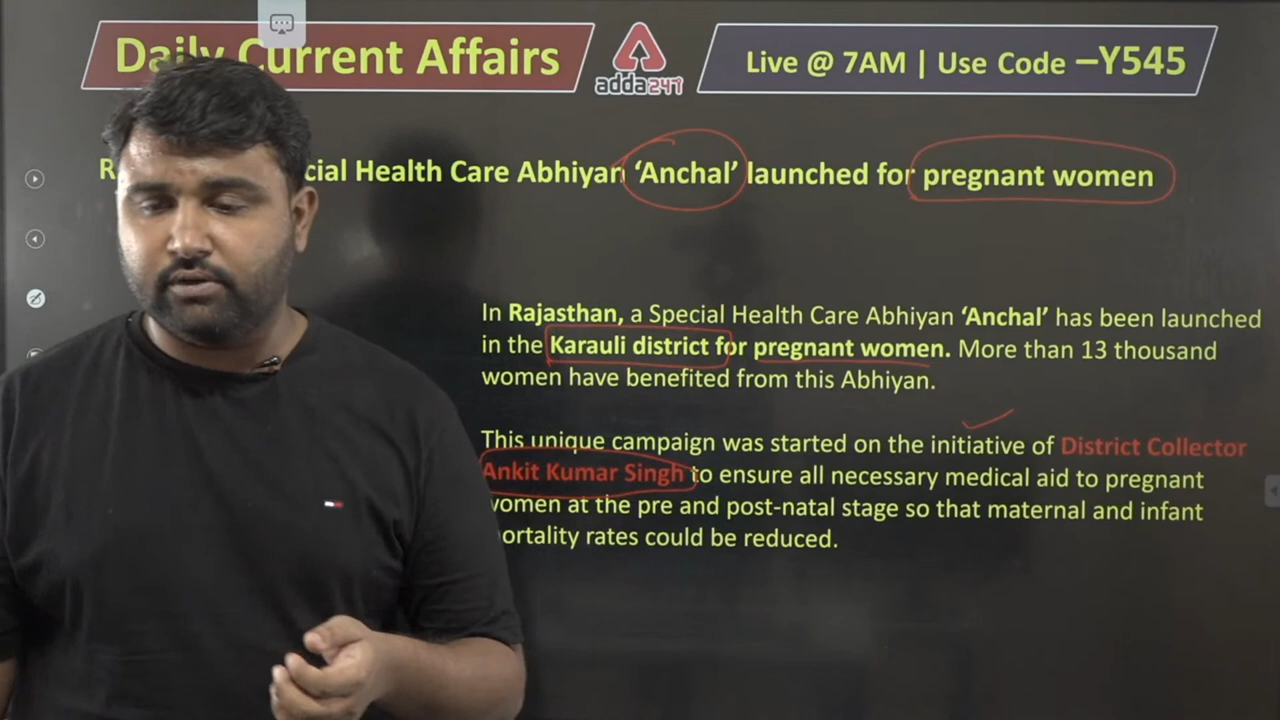 Daily Current Affairs
adda247
Live @ 7AM | Use Code –Y545
Special Health Care Abhiyan ‘Anchal’ launched for pregnant women
In Rajasthan, a Special Health Care Abhiyan ‘Anchal’ has been launched
in the Karauli district for pregnant women. More than 13 thousand
women have benefited from this Abhiyan.
This unique campaign was started on the initiative of District Collector
Ankit Kumar Singh to ensure all necessary medical aid to pregnant
women at the pre and post-natal stage so that maternal and infant
mortality rates could be reduced.